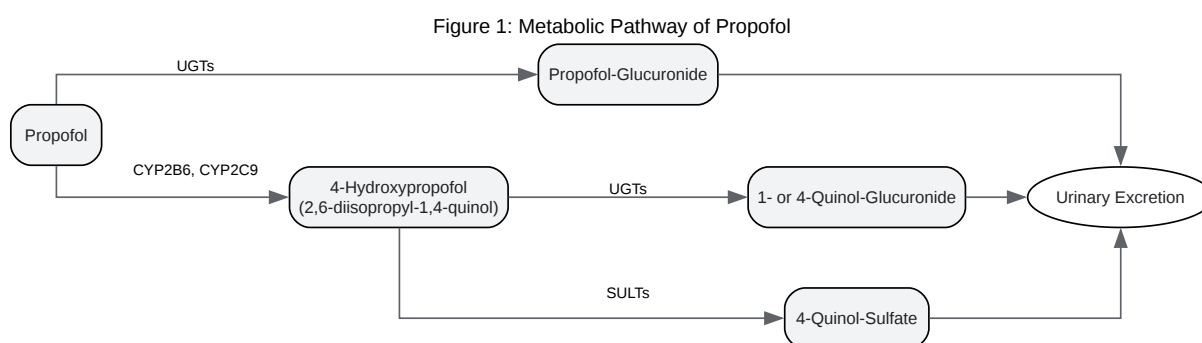 Figure 1: Metabolic Pathway of Propofol
UGTs
Propofol-Glucuronide
Propofol
CYP2B6, CYP2C9
4-Hydroxypropofol
(2,6-diisopropyl-1,4-quinol)
UGTs
1- or 4-Quinol-Glucuronide
Urinary Excretion
SULTs
4-Quinol-Sulfate